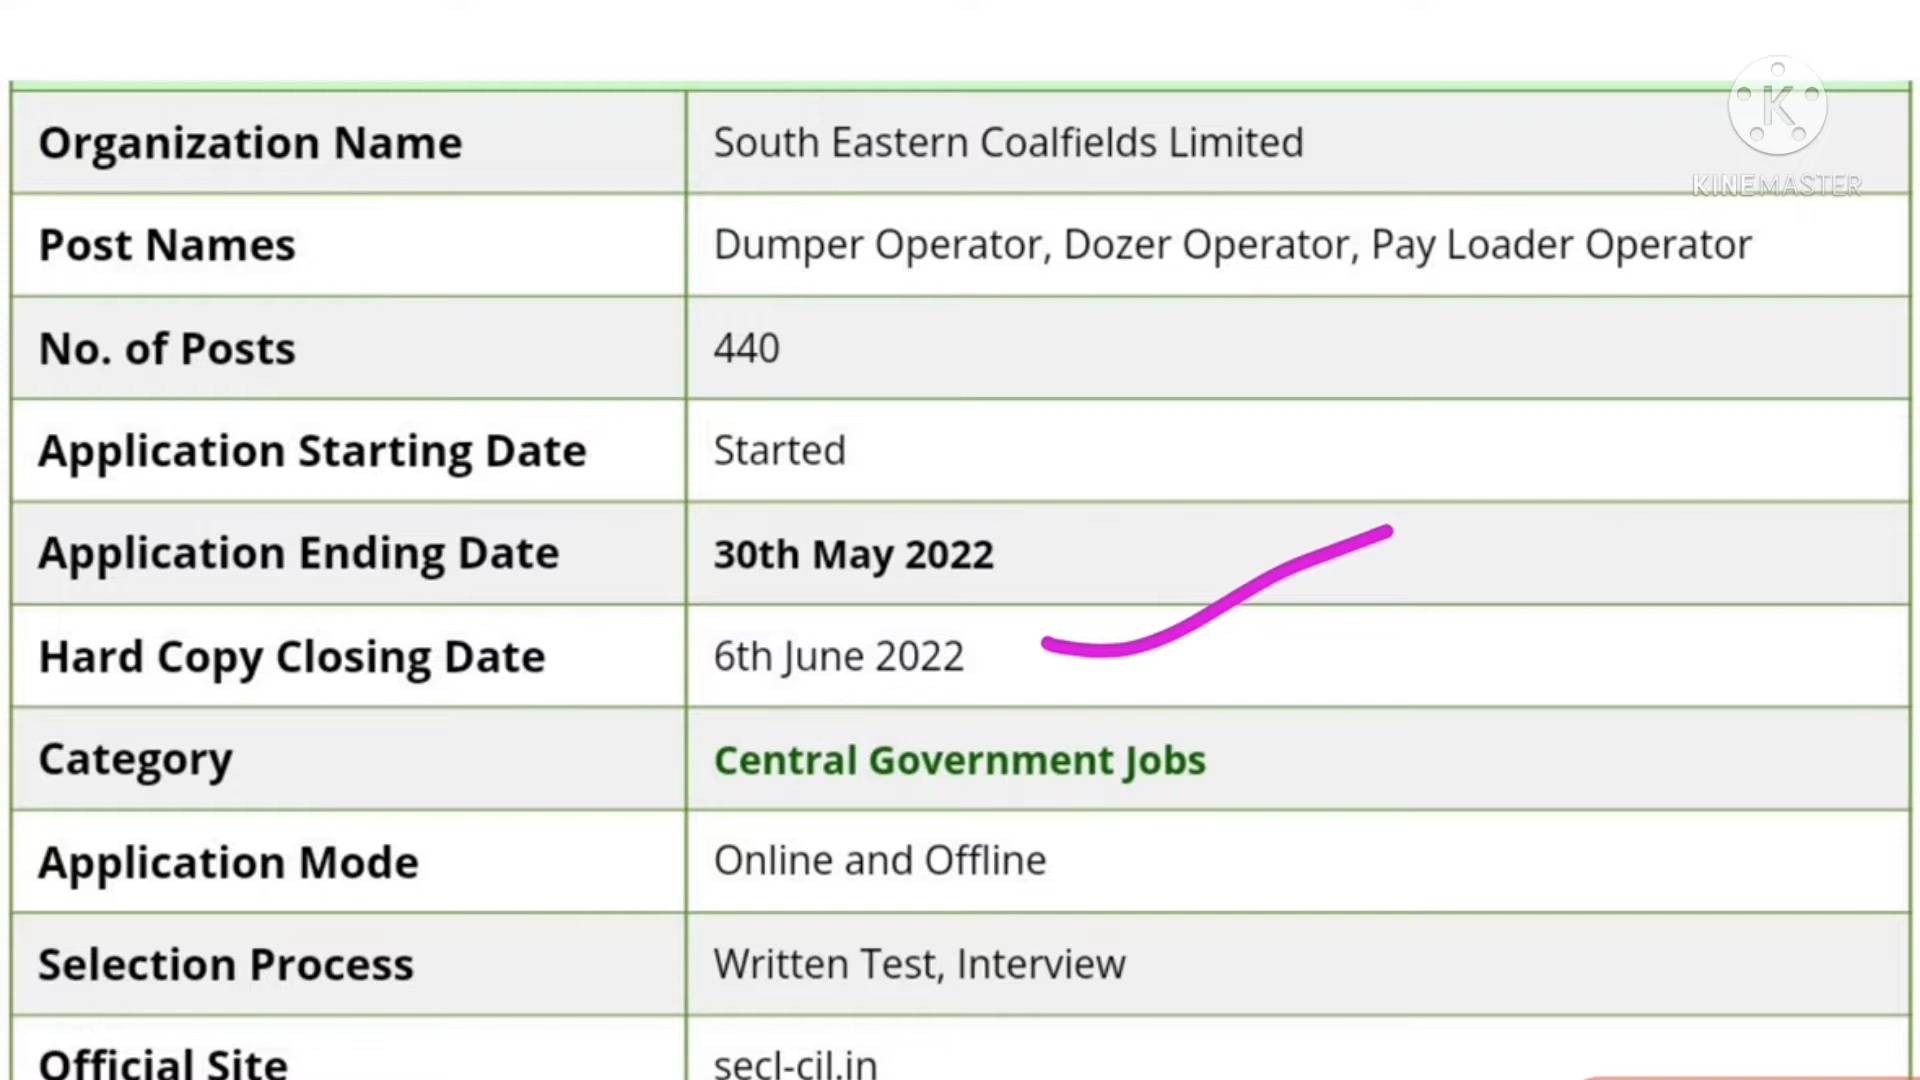 Organization Name South Eastern Coalfields Limited
KINEMASTER
Post Names Dumper Operator, Dozer Operator, Pay Loader Operator
No. of Posts 440
Application Starting Date Started
Application Ending Date 30th May 2022
Hard Copy Closing Date 6th June 2022
Category Central Government Jobs
Application Mode Online and Offline
Selection Process Written Test, Interview
Official Site secl-cil.in